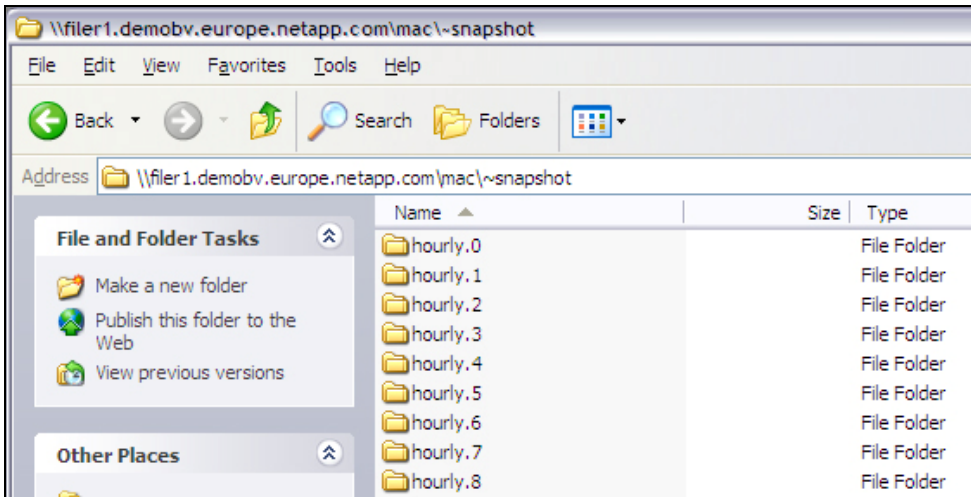 \\filer1.demobv.europe.netapp.com\mac\~snapshot
File Edit View Favorites Tools Help
Back Search Folders
Address \\filer1.demobv.europe.netapp.com\mac\~snapshot
Name Size Type
File and Folder Tasks
Make a new folder
Publish this folder to the
Web
View previous versions
Other Places
hourly.0 File Folder
hourly.1 File Folder
hourly.2 File Folder
hourly.3 File Folder
hourly.4 File Folder
hourly.5 File Folder
hourly.6 File Folder
hourly.7 File Folder
hourly.8 File Folder